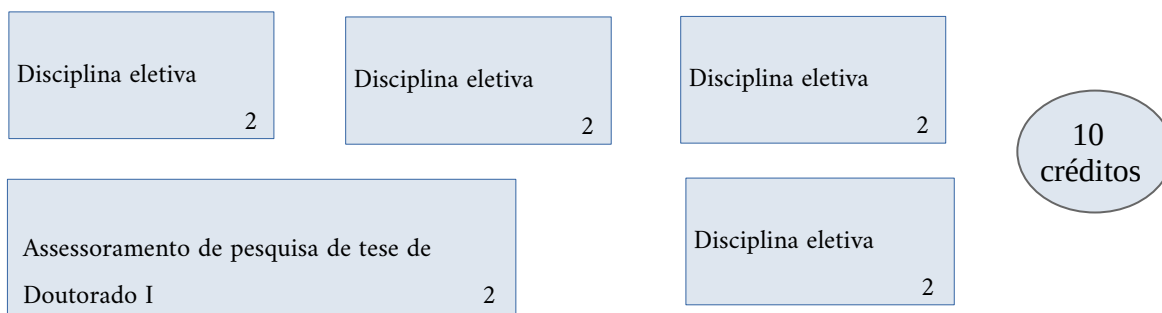 Disciplina eletiva
2
Disciplina eletiva
2
Disciplina eletiva
2
10
créditos
Assessoramento de pesquisa de tese de
Doutorado I
2
Disciplina eletiva
2